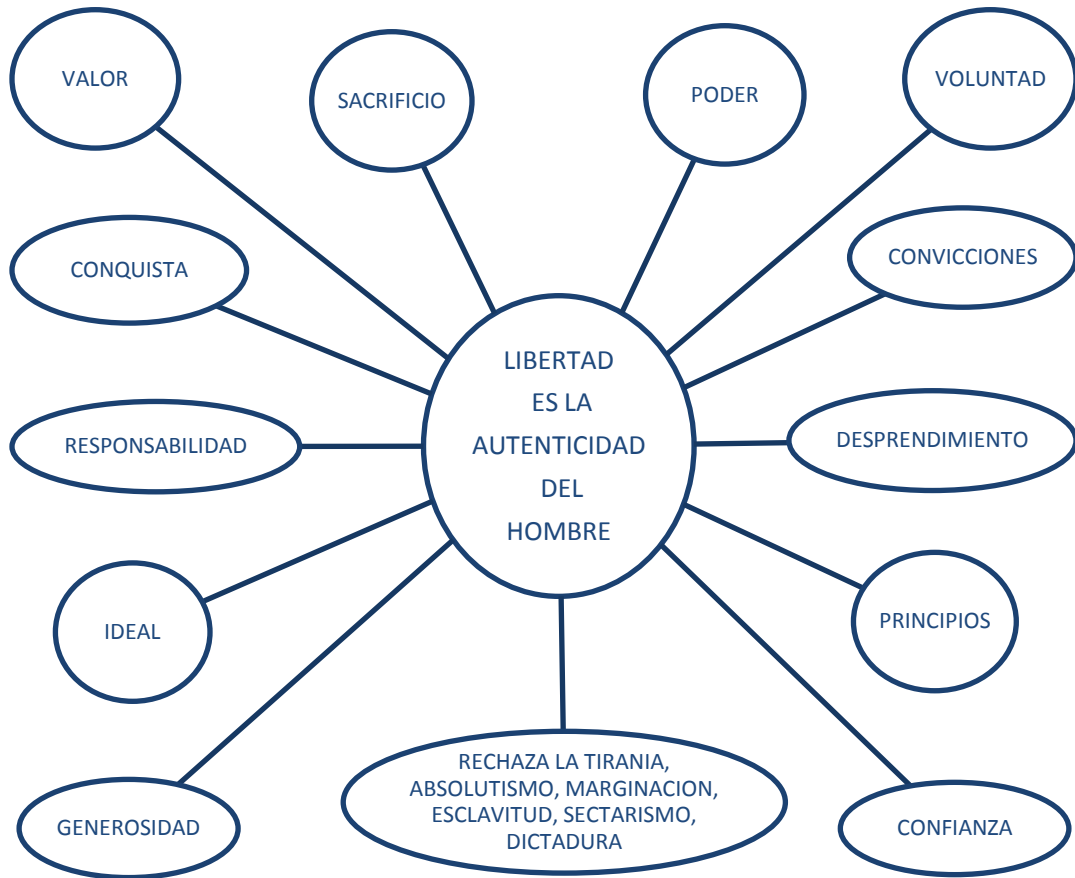 VALOR
SACRIFICIO
PODER
VOLUNTAD
CONQUISTA
CONVICCIONES
LIBERTAD
ES LA
AUTENTICIDAD
DEL
HOMBRE
RESPONSABILIDAD
DESPRENDIMIENTO
IDEAL
PRINCIPIOS
GENEROSIDAD
RECHAZA LA TIRANIA,
ABSOLUTISMO, MARGINACION,
ESCLAVITUD, SECTARISMO,
DICTADURA
CONFIANZA